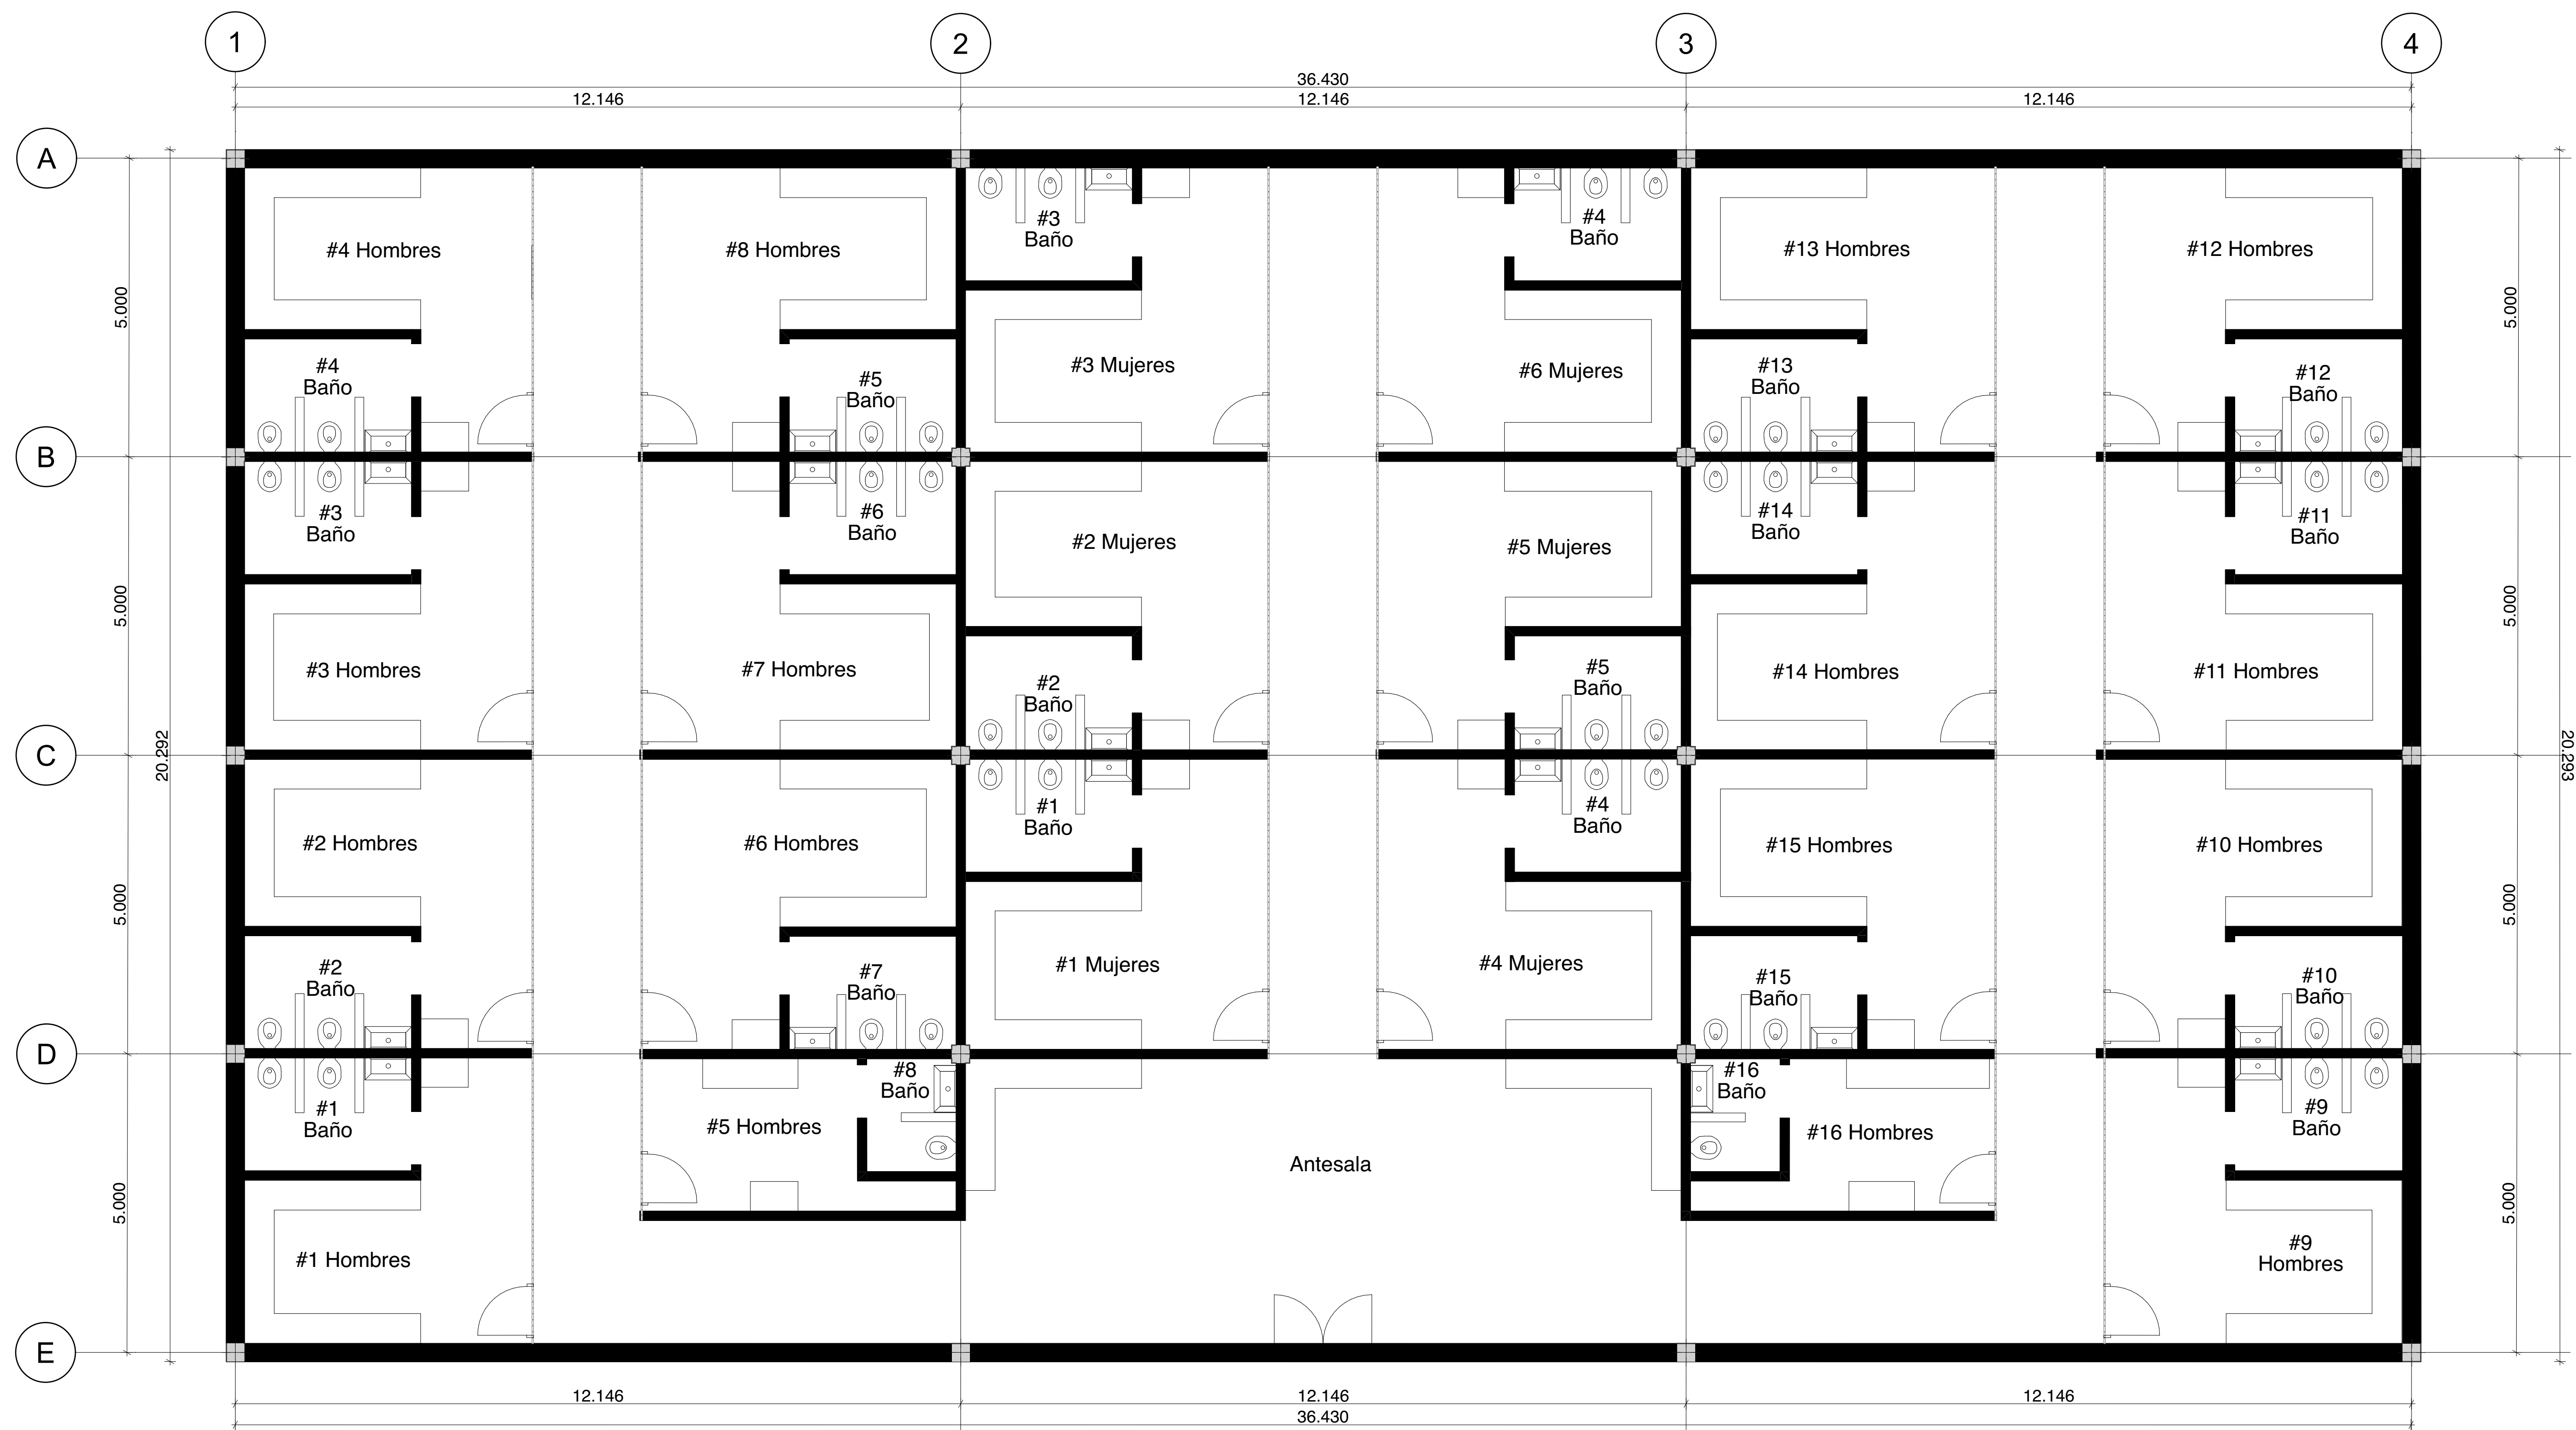 1
2
3
4
36.430
12.146
12.146
12.146
A
#3
Baño
#4
Baño
#4 Hombres
#8 Hombres
#13 Hombres
#12 Hombres
5.000
5.000
#4
Baño
#5
Baño
#3 Mujeres
#6 Mujeres
#13
Baño
#12
Baño
B
#3
Baño
#6
Baño
#2 Mujeres
#5 Mujeres
#14
Baño
#11
Baño
5.000
5.000
#3 Hombres
#7 Hombres
#2
Baño
#5
Baño
#14 Hombres
#11 Hombres
C
20.292
20.293
#1
Baño
#4
Baño
#2 Hombres
#6 Hombres
#15 Hombres
#10 Hombres
5.000
5.000
#2
Baño
#7
Baño
#1 Mujeres
#4 Mujeres
#15
Baño
#10
Baño
D
#8
Baño
#16
Baño
#1
Baño
#5 Hombres
#16 Hombres
#9
Baño
Antesala
5.000
5.000
#1 Hombres
#9
Hombres
E
12.146
12.146
12.146
36.430